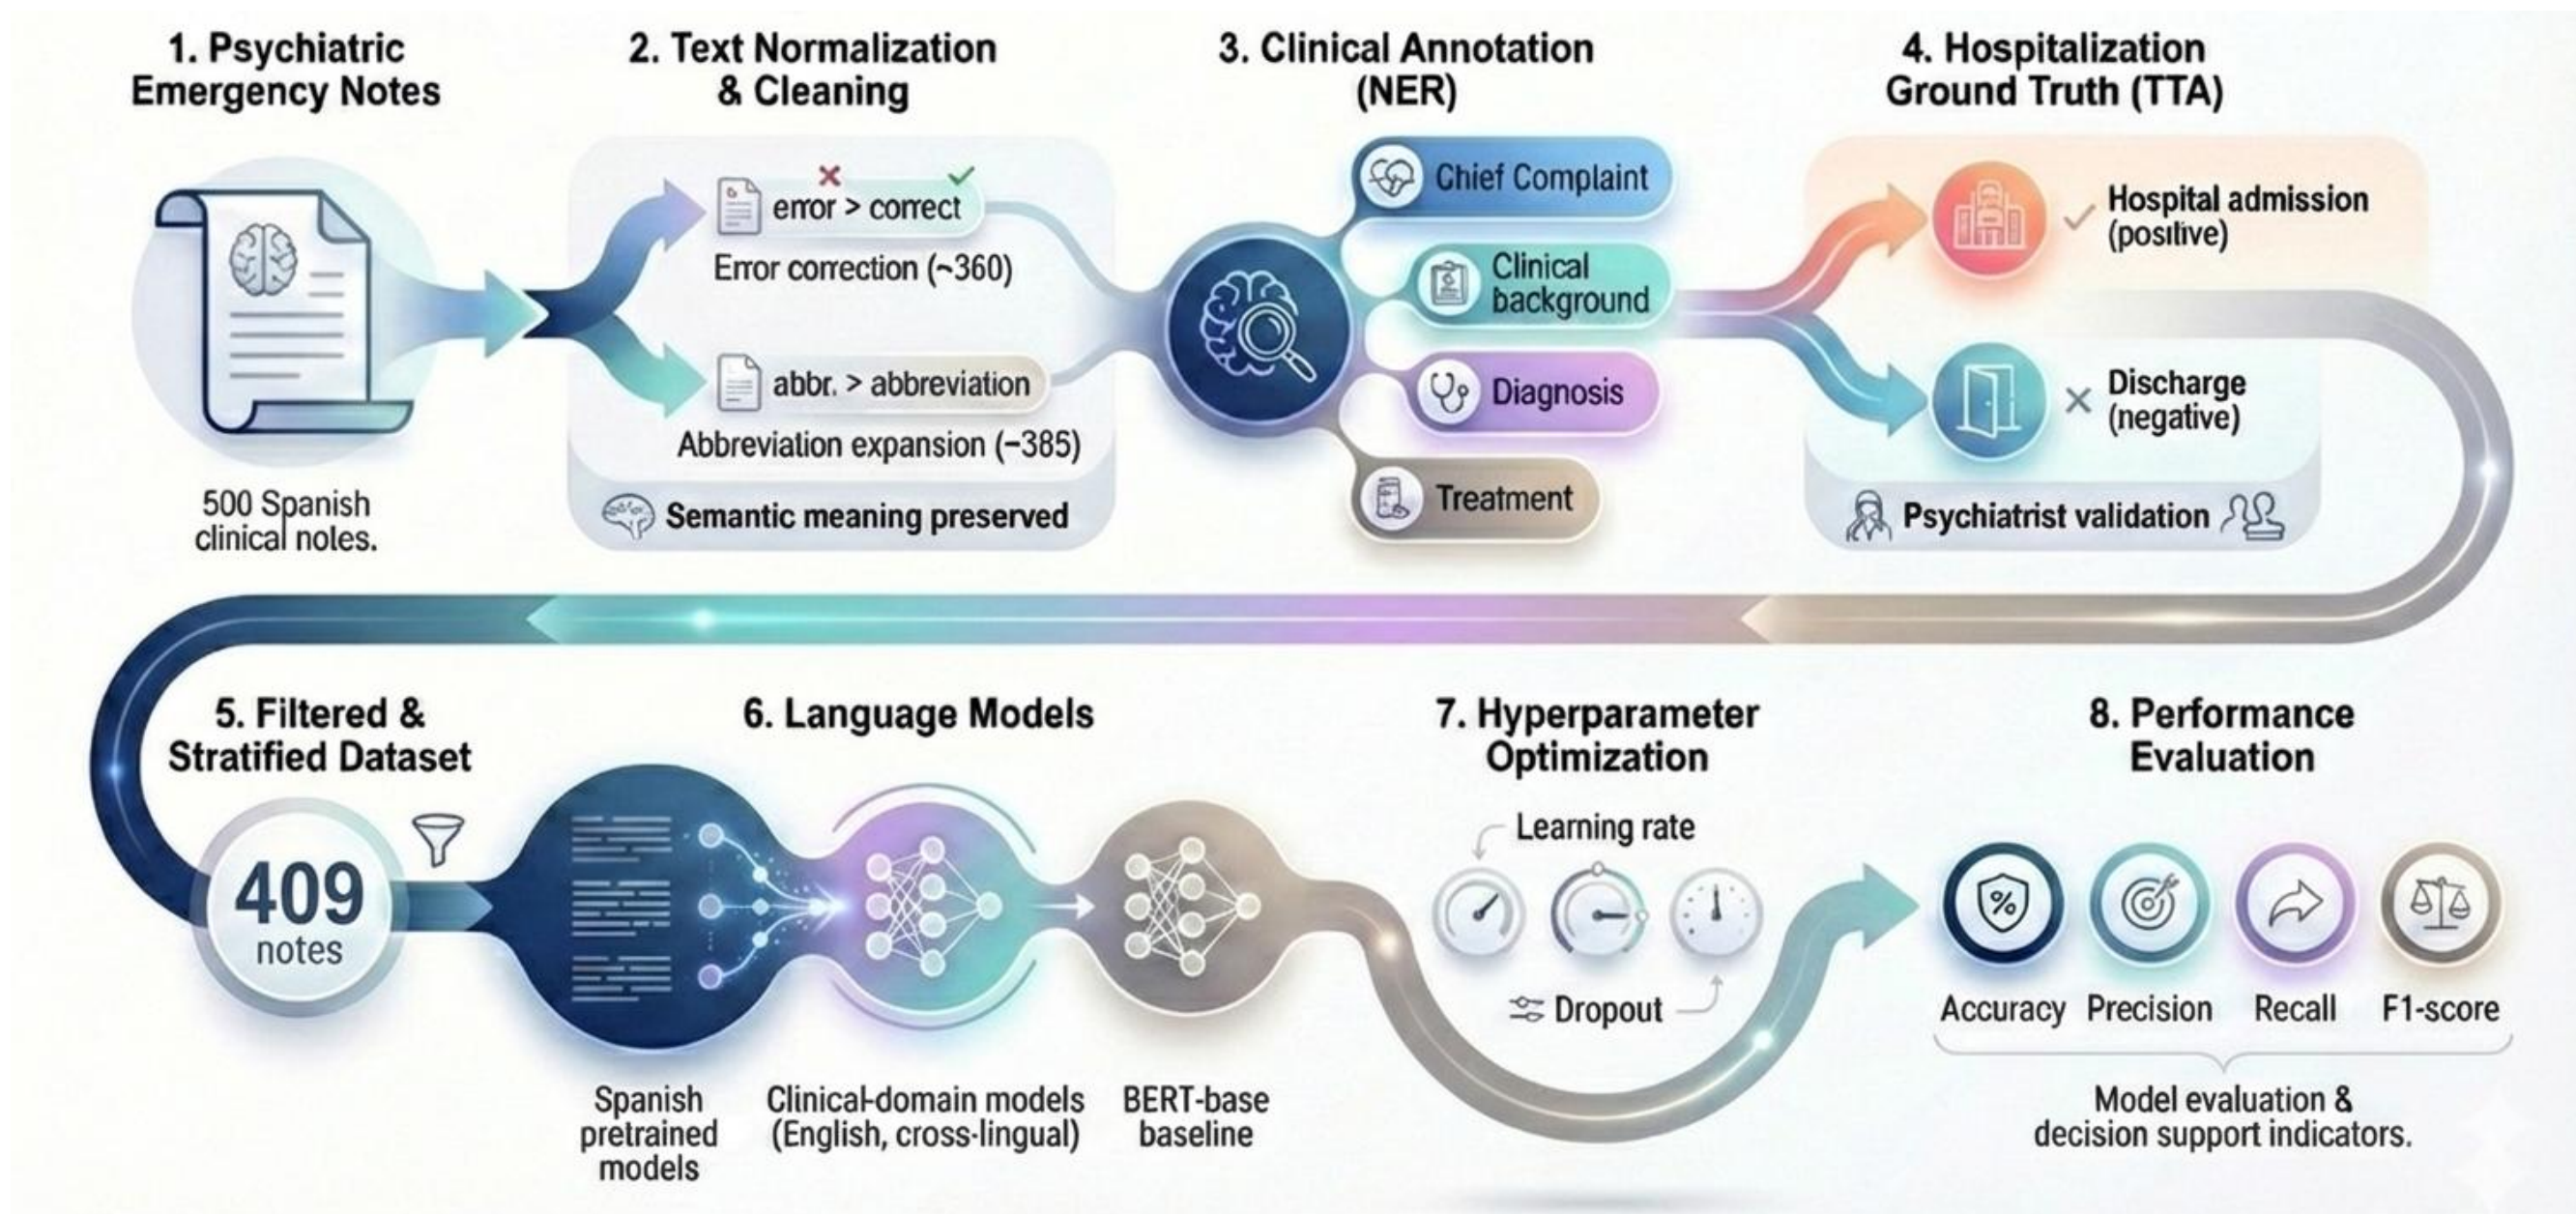 1. Psychiatric
Emergency Notes
500 Spanish
clinical notes.
2. Text Normalization
& Cleaning
error > correct
Error correction (~360)
abbr. > abbreviation
Abbreviation expansion (~385)
Semantic meaning preserved
3. Clinical Annotation
(NER)
Chief Complaint
Clinical
background
Diagnosis
Treatment
4. Hospitalization
Ground Truth (TTA)
Hospital admission
(positive)
Discharge
(negative)
Psychiatrist validation
5. Filtered &
Stratified Dataset
409
notes
6. Language Models
Spanish
pretrained
models
Clinical-domain models
(English, cross-lingual)
BERT-base
baseline
7. Hyperparameter
Optimization
Learning rate
Dropout
8. Performance
Evaluation
%
Accuracy
Precision
Recall
F1-score
Model evaluation &
decision support indicators.